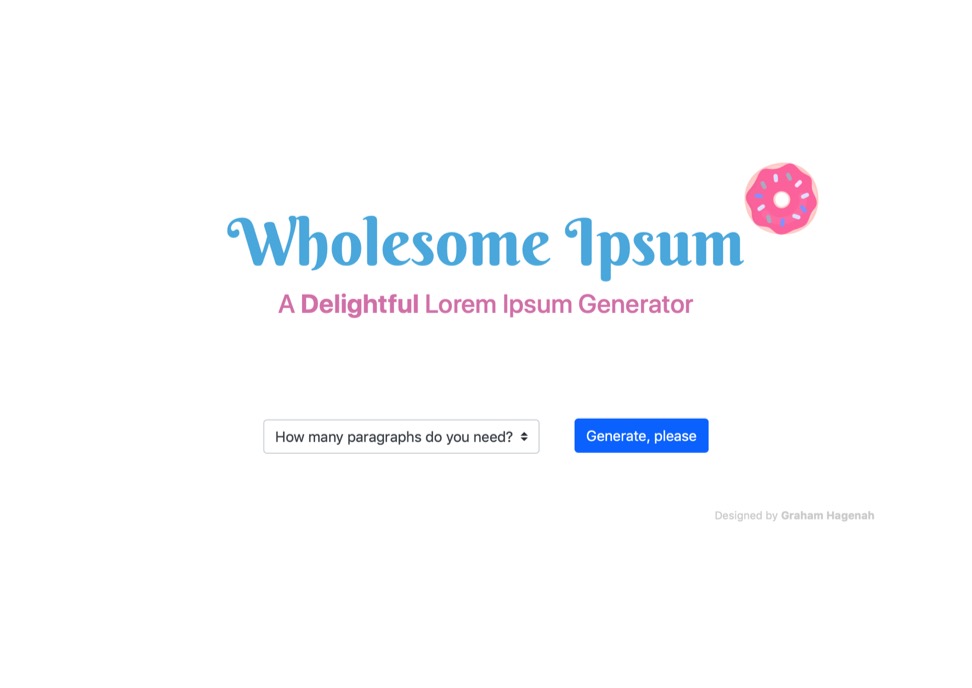 Wholesome Ipsum
A Delightful Lorem Ipsum Generator
How many paragraphs do you need?
Generate, please
Designed by Graham Hagenah